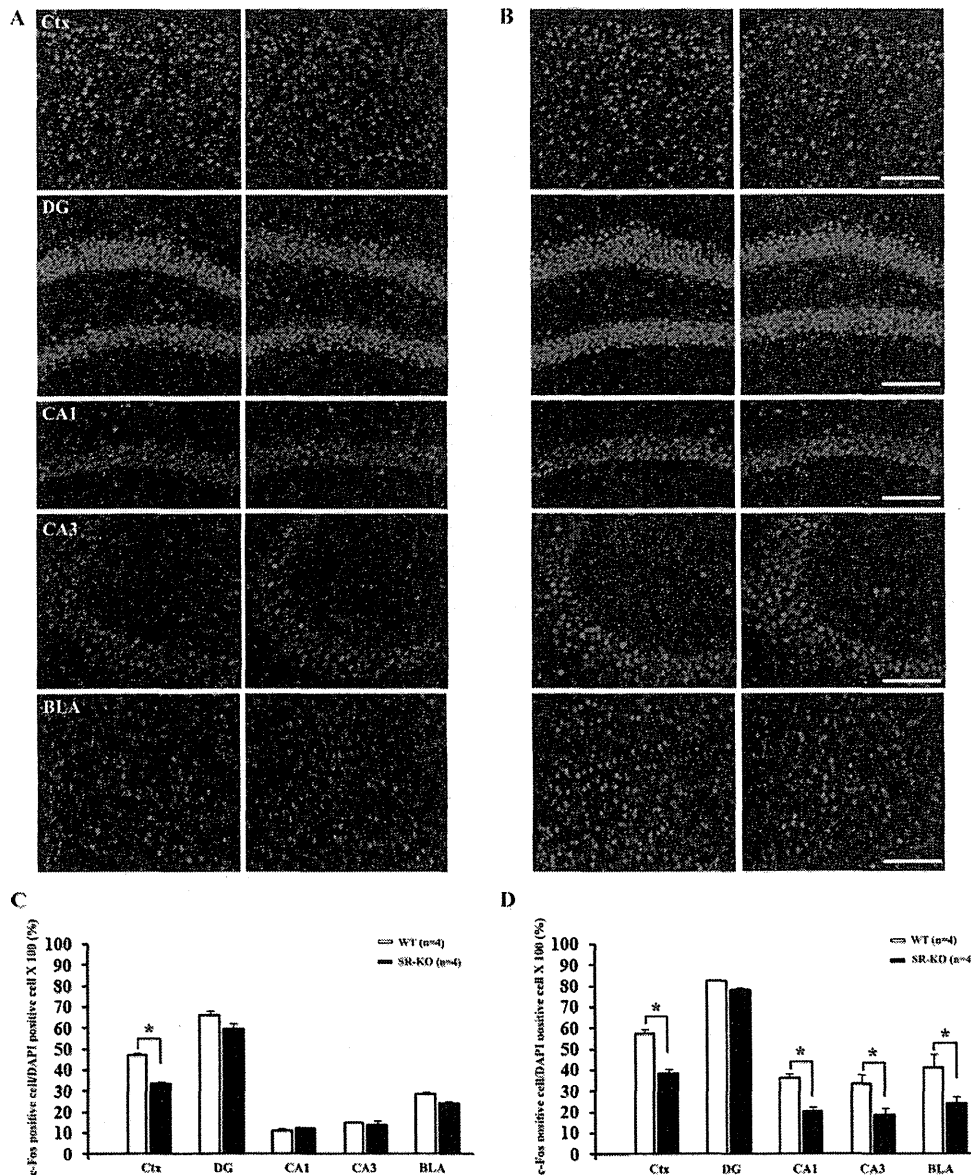 A
B
Ctx
DG
CA1
CA3
BLA
C
D
c-Fos positive cell/DAPI positive cell X 100 (%)
100
90
80
70
60
50
40
30
20
10
WT (n=4)
SR-KO (n=4)
*
Ctx
DG
CA1
CA3
BLA
c-Fos positive cell/DAPI positive cell X 100 (%)
100
90
80
70
60
50
40
30
20
10
WT (n=4)
SR-KO (n=4
*
*
*
*
Ctx
DG
CA1
CA3
BLA